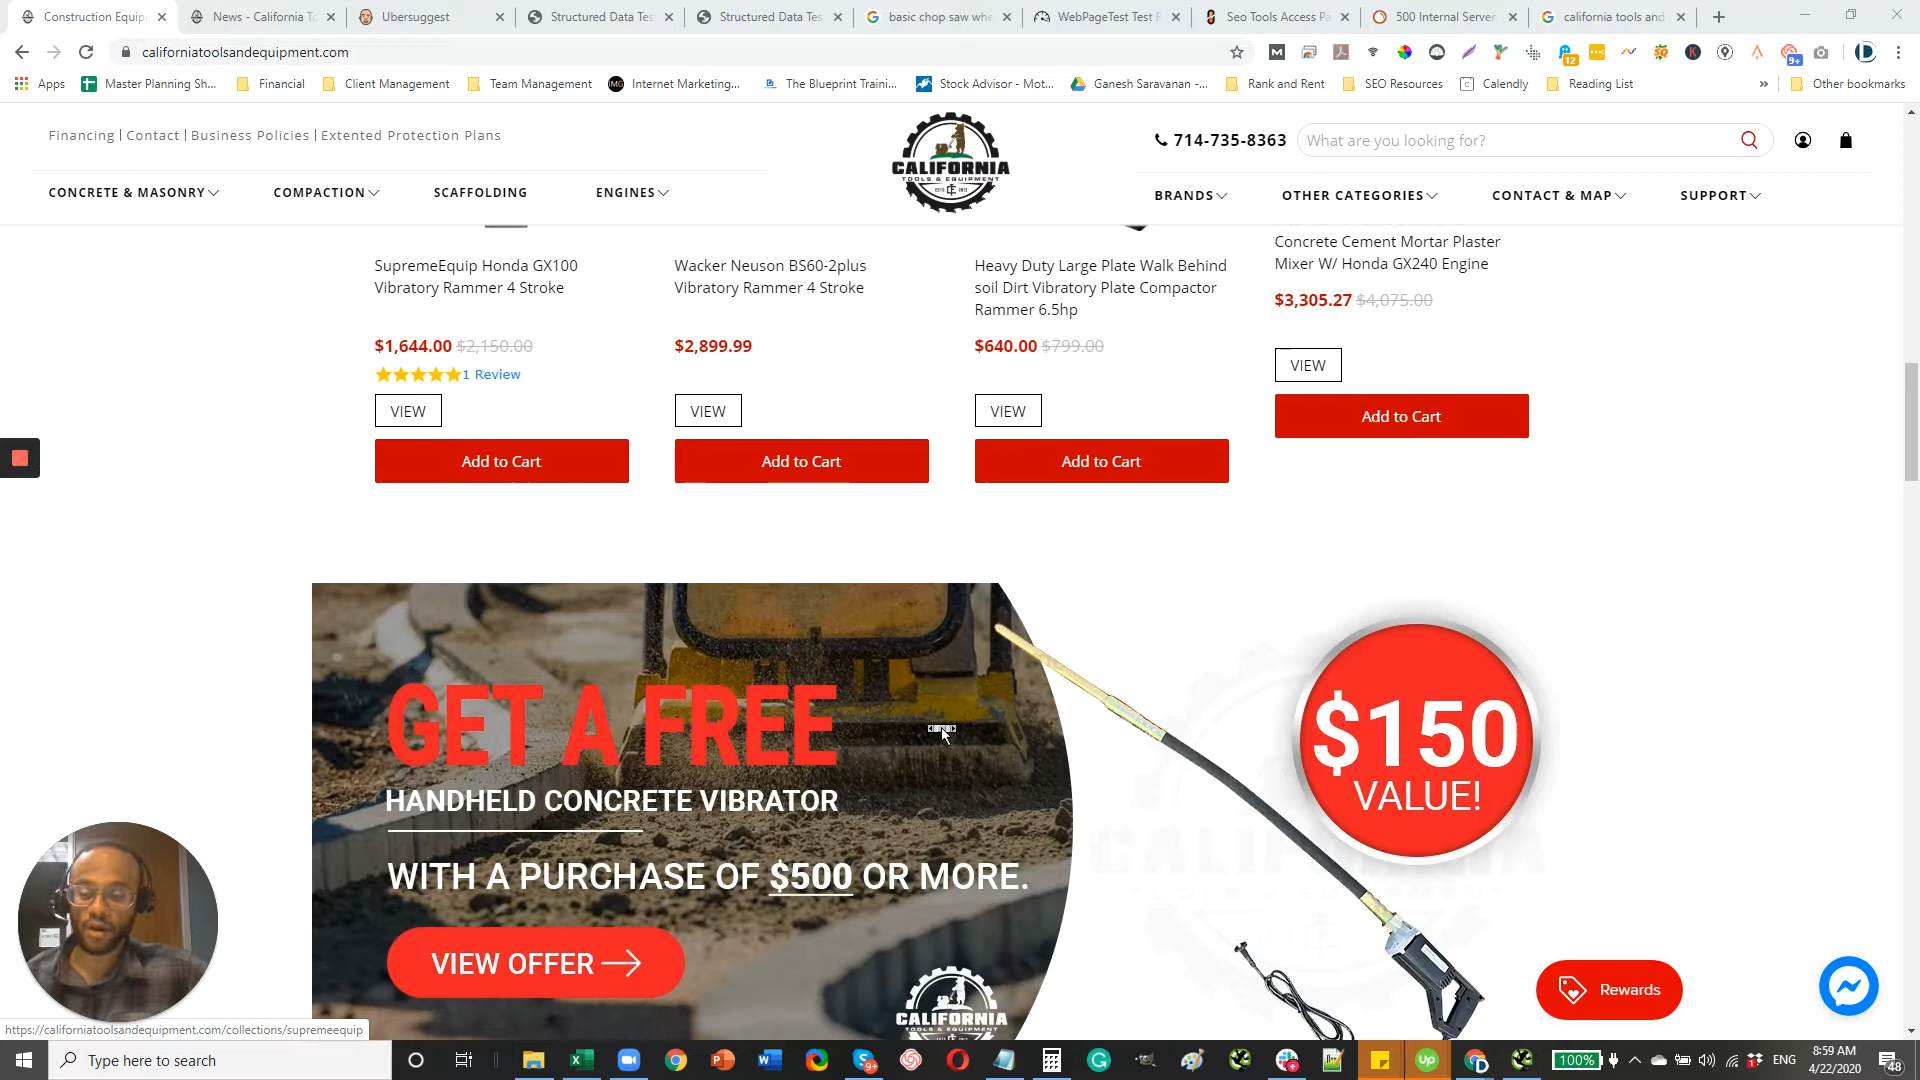 Construction Equip
News - California To
Ubersuggest
Structured Data Tes
Structured Data Tes
basic chop saw whe
WebPageTest Test R
Seo Tools Access Pa
500 Internal Server
california tools and
californiatoolsandequipment.com
Apps
Master Planning Sh...
Financial
Client Management
Team Management
Internet Marketing...
The Blueprint Traini...
Stock Advisor - Mot...
Ganesh Saravanan -...
Rank and Rent
SEO Resources
Calendly
Reading List
»
Other bookmarks
Financing | Contact | Business Policies | Extented Protection Plans
714-735-8363
What are you looking for?
CALIFORNIA
TOOLS & EQUIPMENT
CONCRETE & MASONRY
COMPACTION
SCAFFOLDING
ENGINES
BRANDS
OTHER CATEGORIES
CONTACT & MAP
SUPPORT
SupremeEquip Honda GX100
Vibratory Rammer 4 Stroke
$1,644.00 $2,150.00
1 Review
VIEW
Add to Cart
Wacker Neuson BS60-2plus
Vibratory Rammer 4 Stroke
$2,899.99
VIEW
Add to Cart
Heavy Duty Large Plate Walk Behind
soil Dirt Vibratory Plate Compactor
Rammer 6.5hp
$640.00 $799.00
VIEW
Add to Cart
Concrete Cement Mortar Plaster
Mixer W/ Honda GX240 Engine
$3,305.27 $4,075.00
VIEW
Add to Cart
GET A FREE
HANDHELD CONCRETE VIBRATOR
WITH A PURCHASE OF $500 OR MORE.
VIEW OFFER
$150
VALUE!
CALIFORNIA
TOOLS & EQUIPMENT
CALIFORNIA
Rewards
https://californiatoolsandequipment.com/collections/supremeequip
Type here to search
100%
ENG
8:59 AM
4/22/2020
48